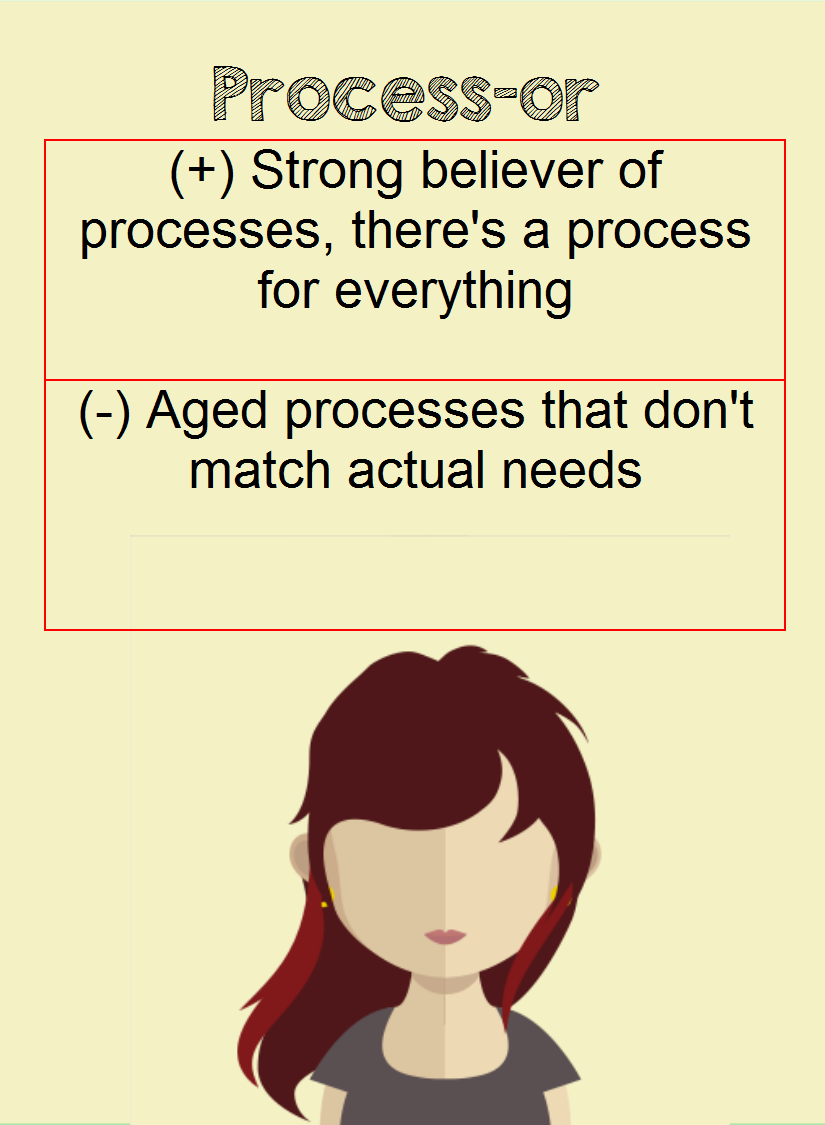 Process-or
(+) Strong believer of
processes, there's a process
for everything
(-) Aged processes that don't
match actual needs